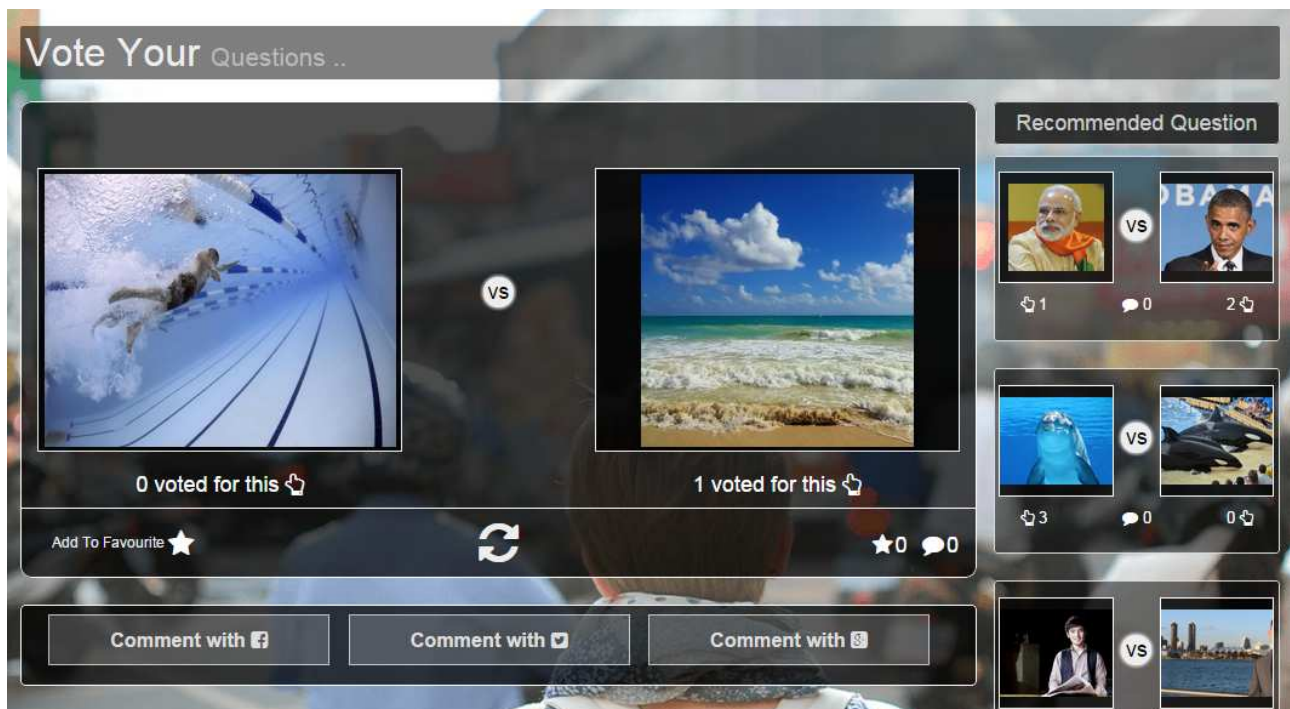 Vote Your Questions ..
VS
0 voted for this
1 voted for this
Add To Favourite
0 0
Comment with
Comment with
Comment with
Recommended Question
OBAMA
VS
1 0 2
VS
3 0 0
VS